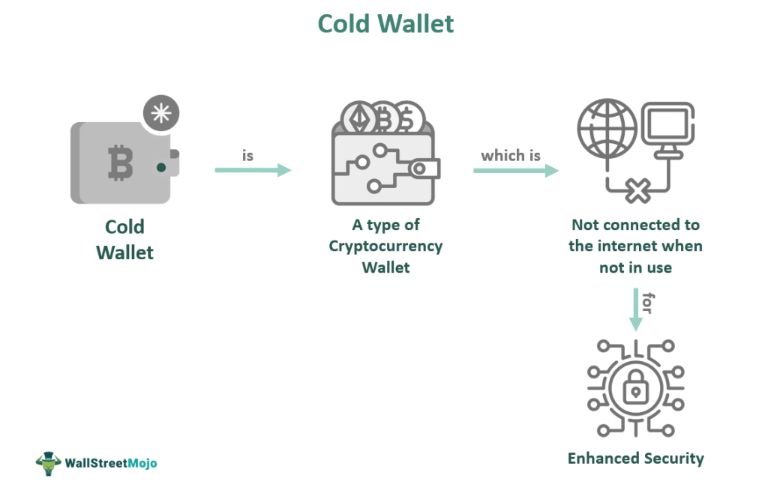 Cold Wallet
Cold
Wallet
is
A type of
Cryptocurrency
Wallet
which is
Not connected to
the internet when
not in use
for
Enhanced Security
WallStreetMojo